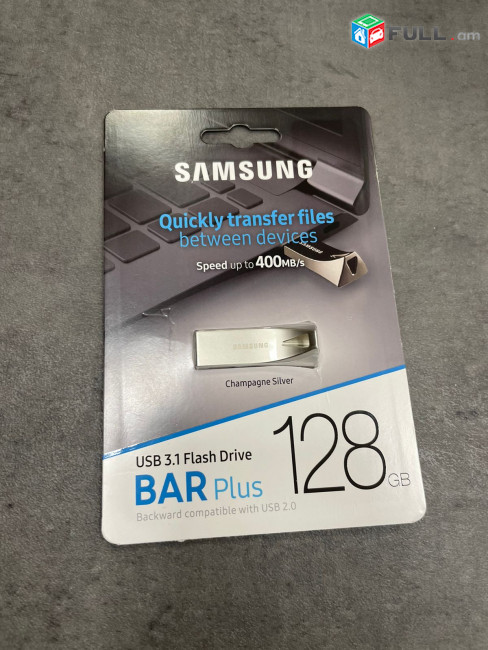 FULL.am
SAMSUNG
Quickly transfer files
between devices
Speed up to 400MB/s
SAMSUNG
SAMSUNG
Champagne Silver
USB 3.1 Flash Drive
BAR Plus
Backward compatible with USB 2.0
128GB